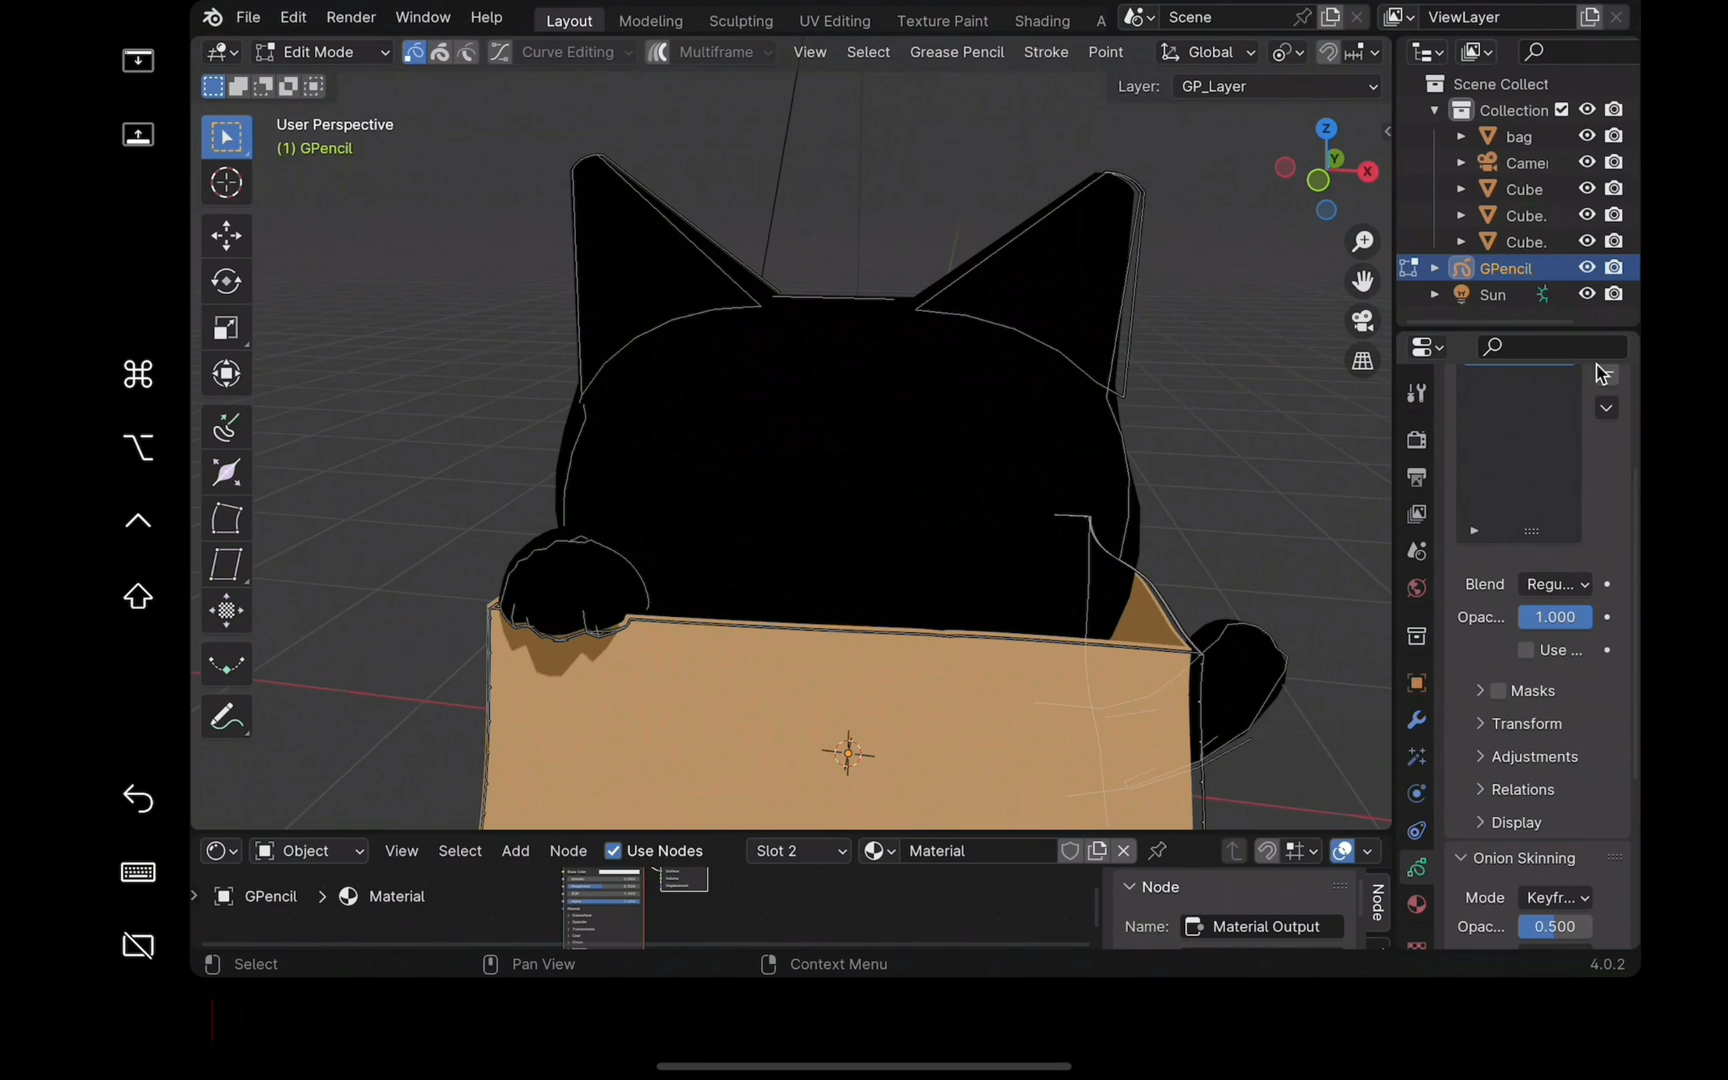 File Edit Render Window Help Layout Modeling Sculpting UV Editing Texture Paint Shading A Scene ViewLayer
Edit Mode Curve Editing Multiframe View Select Grease Pencil Stroke Point Global
Layer: GP_Layer
User Perspective
(1) GPencil
Z
Y
X
Scene Collect
Collection
bag
Camer
Cube
Cube.
Cube.
GPencil
Sun
Blend Regu...
Opac... 1.000
Use ...
Masks
Transform
Adjustments
Relations
Display
Onion Skinning
Mode Keyfr...
Opac... 0.500
Object View Select Add Node Use Nodes Slot 2 Material
GPencil > Material
Node
Name: Material Output
Node
Select Pan View Context Menu 4.0.2